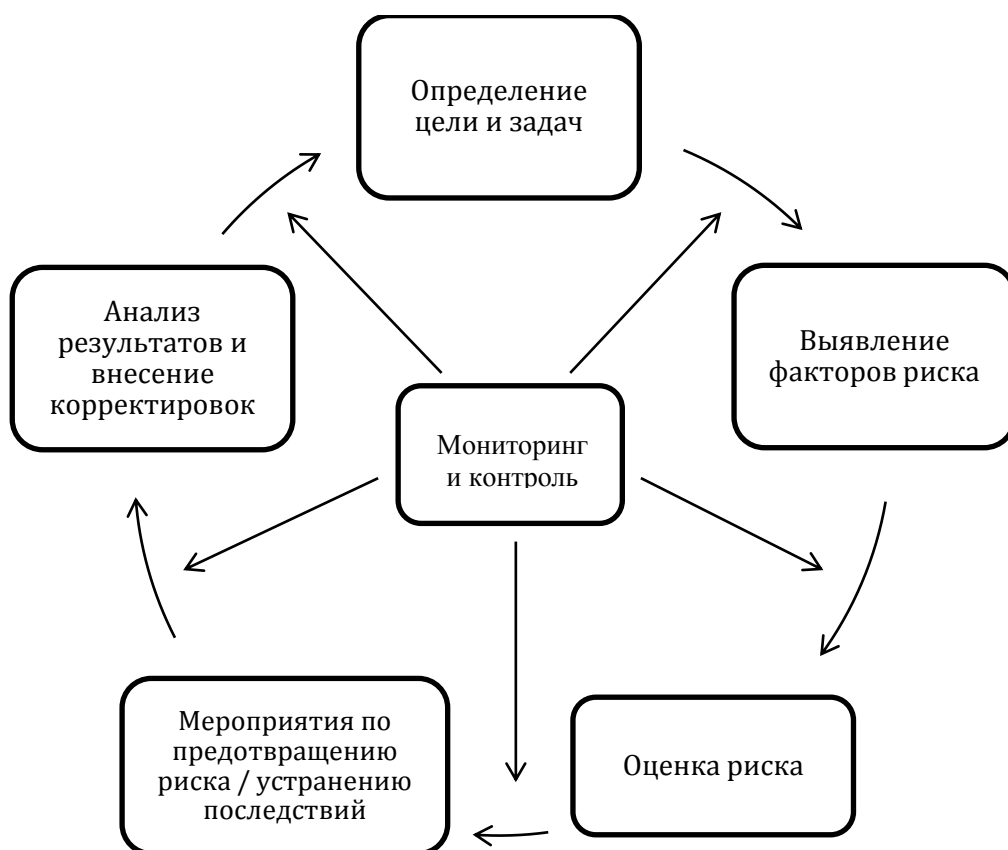 Определение
цели и задач
Выявление
факторов риска
Оценка риска
Мероприятия по
предотвращению
риска / устранению
последствий
Анализ
результатов и
внесение
корректировок
Мониторинг
и контроль